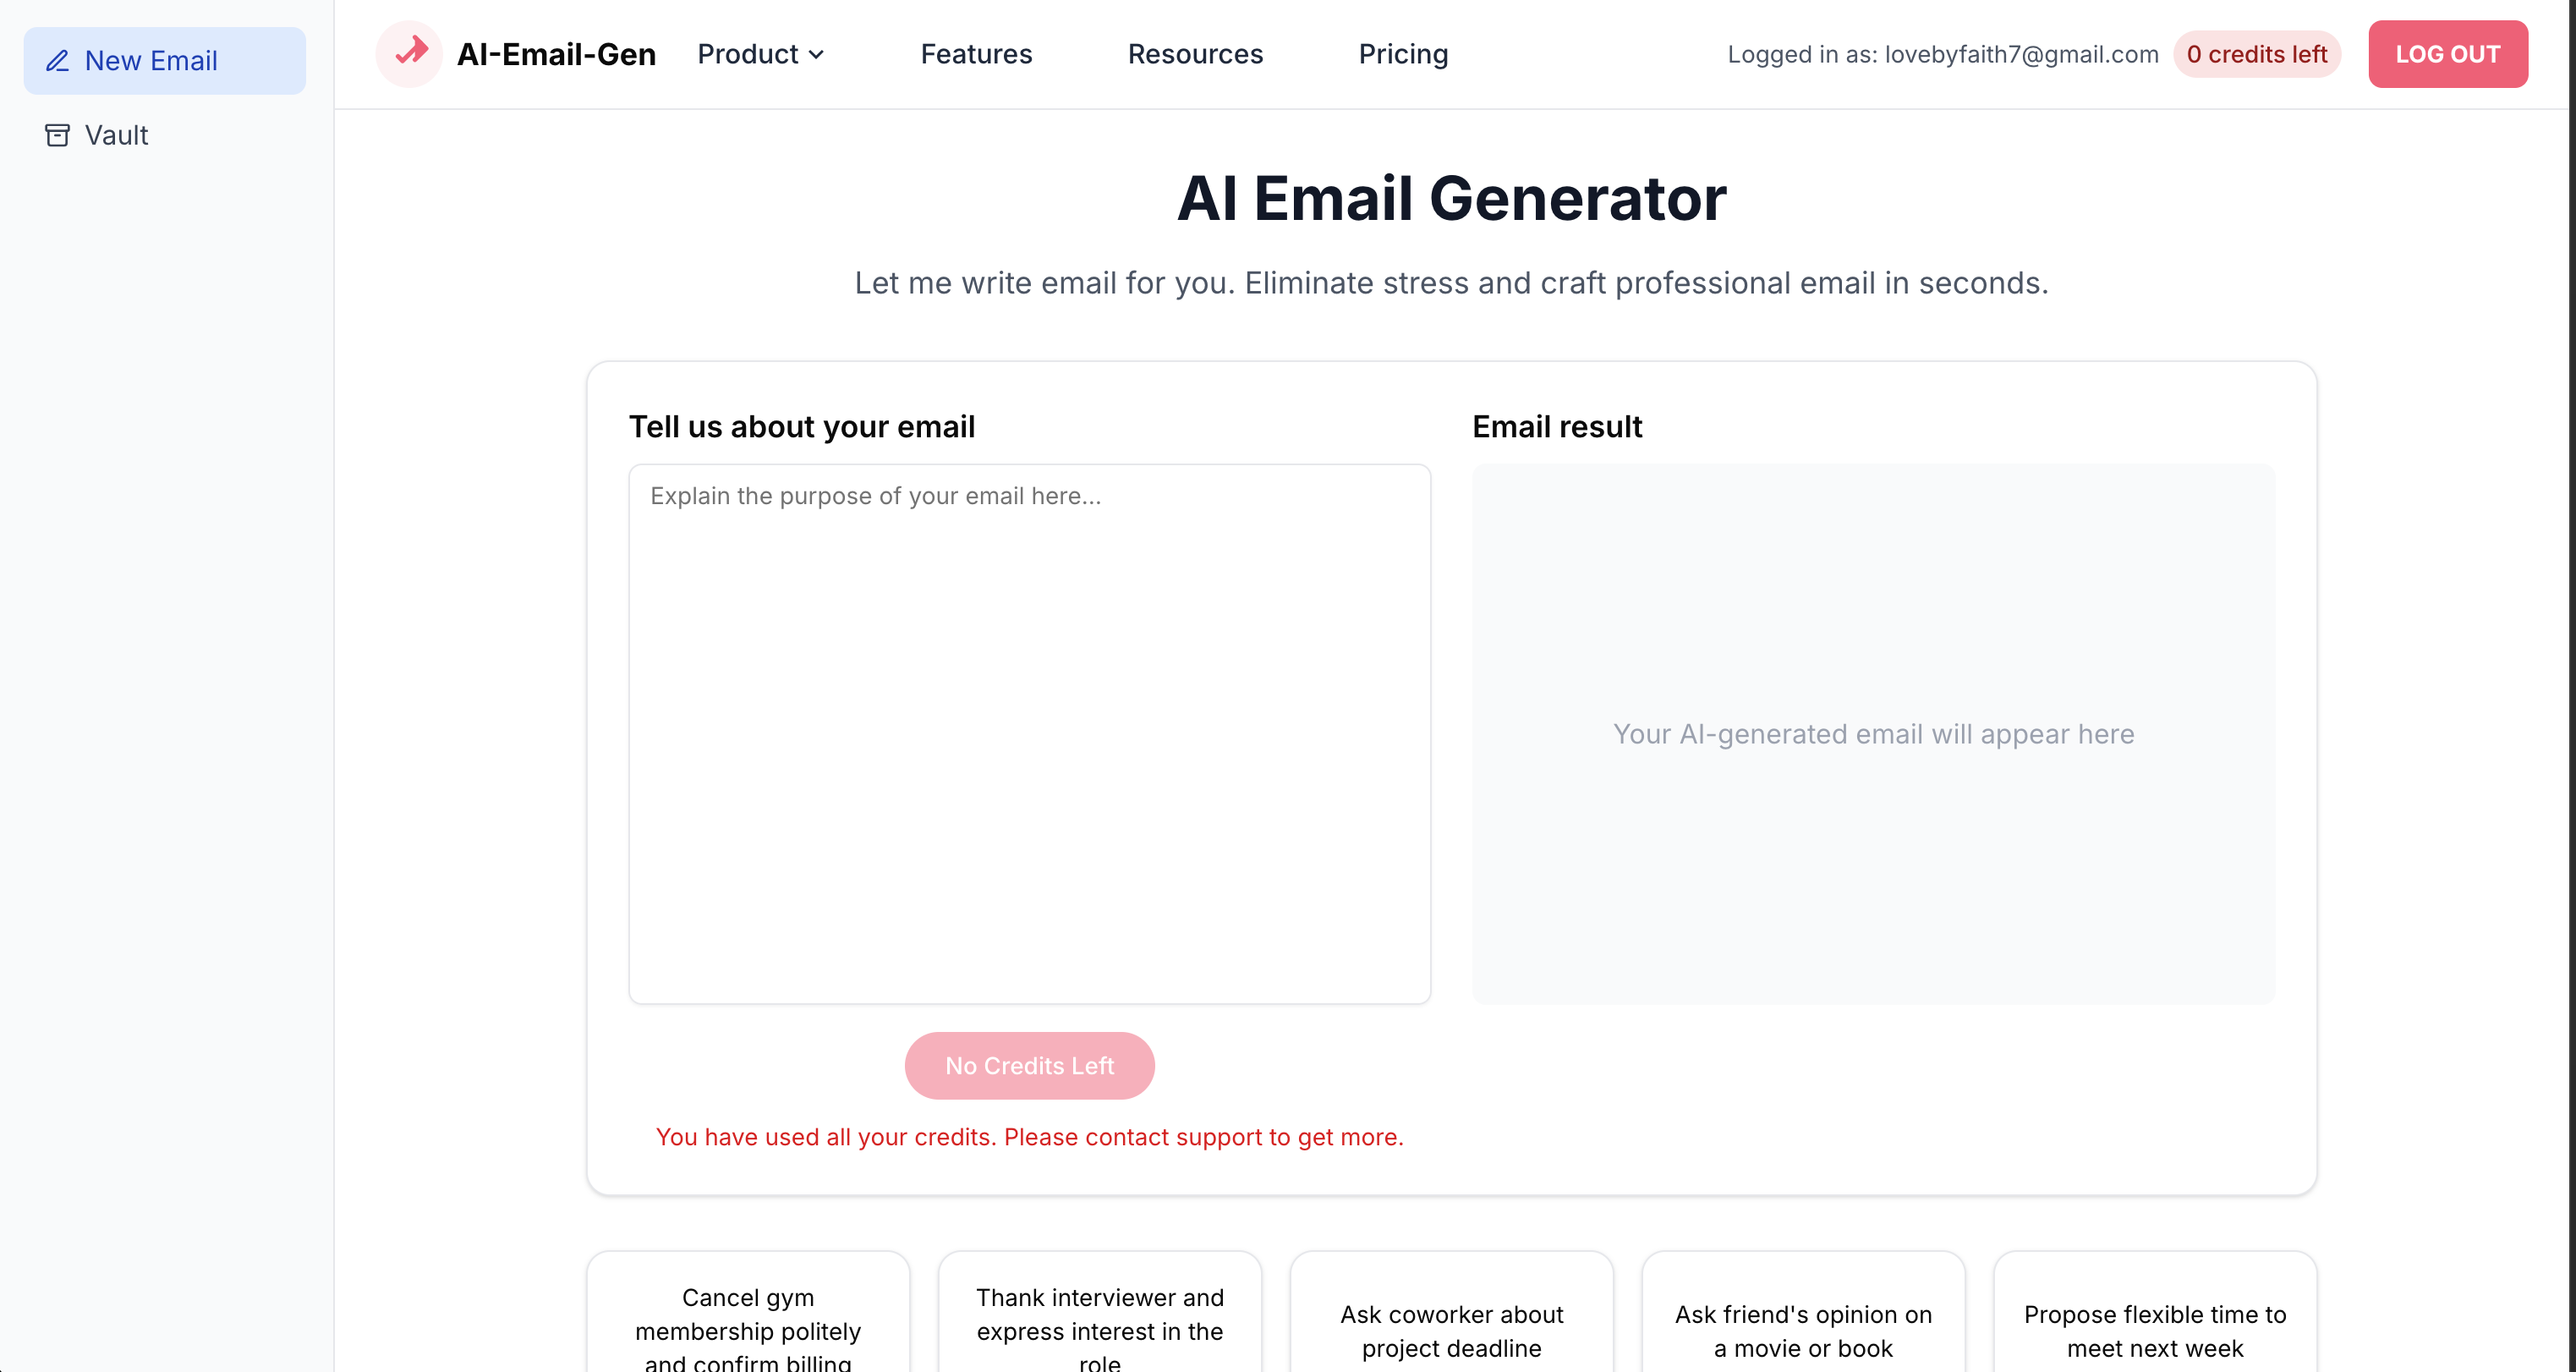 New Email
Vault
AI-Email-Gen
Product
Features
Resources
Pricing
Logged in as: lovebyfaith7@gmail.com
0 credits left
LOG OUT
AI Email Generator
Let me write email for you. Eliminate stress and craft professional email in seconds.
Tell us about your email
Explain the purpose of your email here...
Email result
Your AI-generated email will appear here
No Credits Left
You have used all your credits. Please contact support to get more.
Cancel gym
membership politely
and confirm billing
Thank interviewer and
express interest in the
role
Ask coworker about
project deadline
Ask friend's opinion on
a movie or book
Propose flexible time to
meet next week